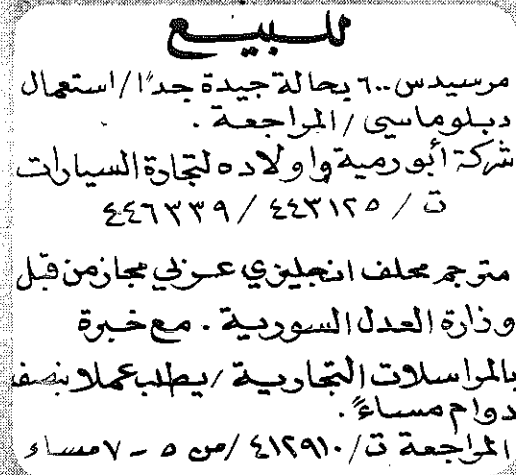 للبيع
مرسيدس ٦٠٠ بحالة جيدة جداً / استعمال
دبلوماسي / المراجعة .
شركة أبو رمية واولاده لتجارة السيارات
ت / ٤٤٣١٢٥ / ٤٤٦٣٣٩
مترجم محلف انجليزي عربي مجاز من قبل
وزارة العدل السورية . مع خبرة
بالمراسلات التجارية / يطلب عملا بنصف
دوام مساءً .
المراجعة ت / ٤١٢٩١٠ / من ٥ - ٧ مساء